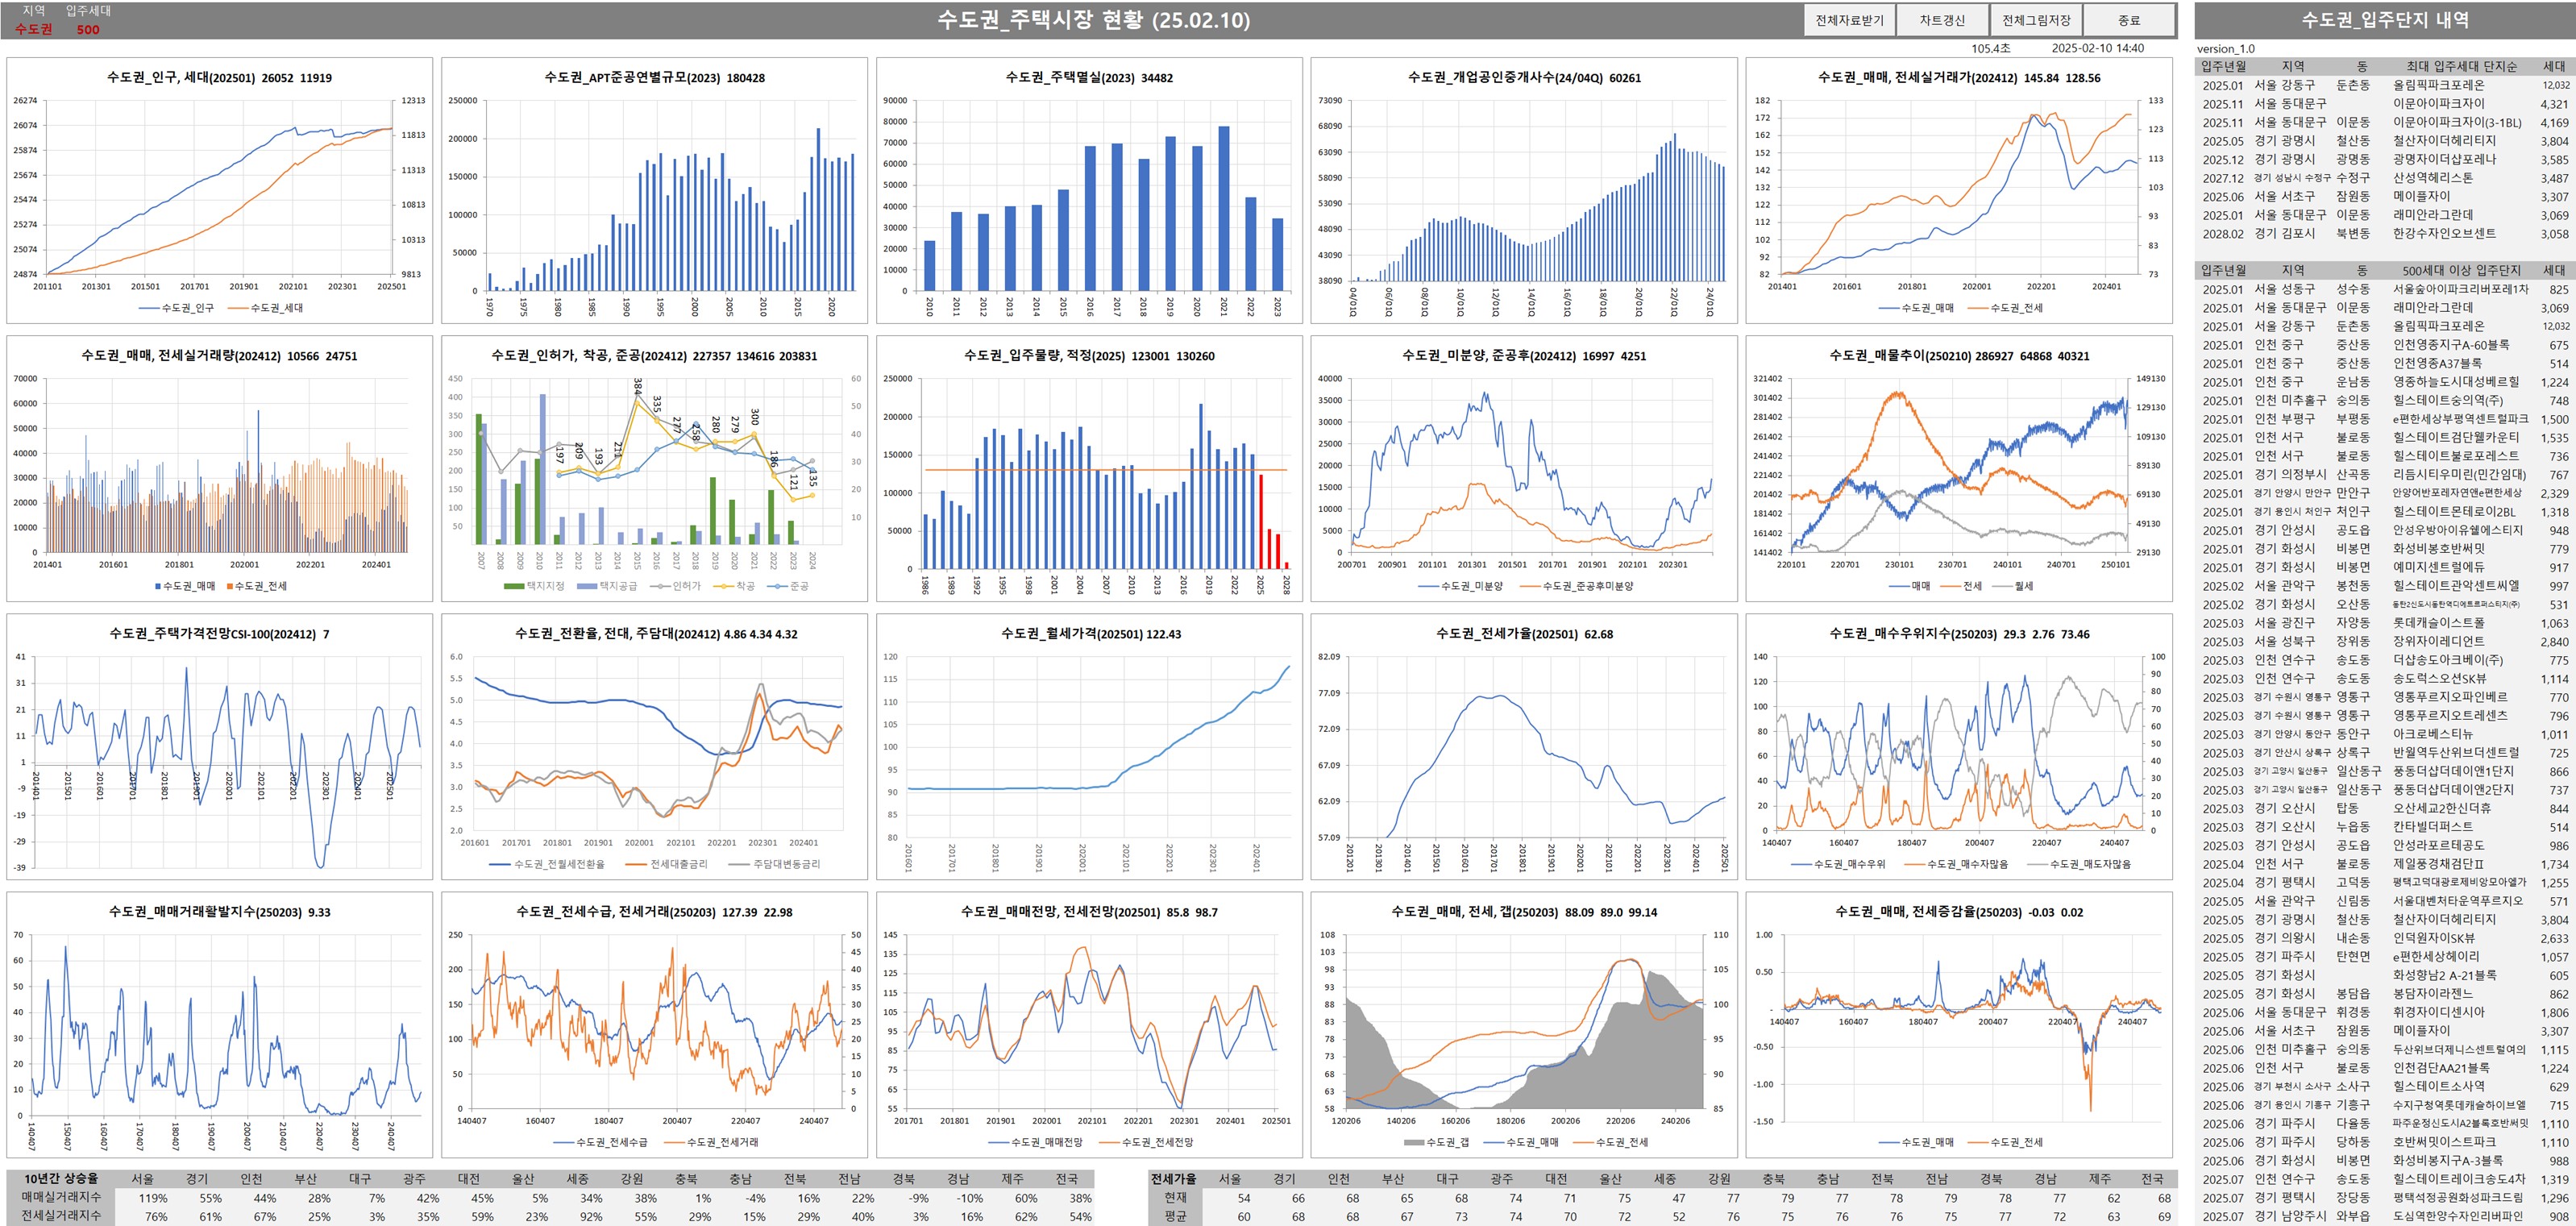 지역 입주세대
수도권 500
수도권_주택시장 현황 (25.02.10)
전체자료받기 차트갱신 전체그림저장 종료
105.4초 2025-02-10 14:40
수도권_인구, 세대(202501) 26052 11919
수도권_인구 수도권_세대
수도권_APT준공연별규모(2023) 180428
수도권_주택멸실(2023) 34482
수도권_개업공인중개사수(24/04Q) 60261
수도권_매매, 전세실거래가(202412) 145.84 128.56
수도권_매매 수도권_전세
수도권_매매, 전세실거래량(202412) 10566 24751
수도권_매매 수도권_전세
수도권_인허가, 착공, 준공(202412) 227357 134616 203831
택지지정 택지공급 인허가 착공 준공
수도권_입주물량, 적정(2025) 123001 130260
수도권_미분양, 준공후(202412) 16997 4251
수도권_미분양 수도권_준공후미분양
수도권_매물추이(250210) 286927 64868 40321
매매 전세 월세
수도권_주택가격전망CSI-100(202412) 7
수도권_전환율, 전대, 주담대(202412) 4.86 4.34 4.32
수도권_전월세전환율 전세대출금리 주담대변동금리
수도권_월세가격(202501) 122.43
수도권_전세가율(202501) 62.68
수도권_매수우위지수(250203) 29.3 2.76 73.46
수도권_매수우위 수도권_매수자많음 수도권_매도자많음
수도권_매매거래활발지수(250203) 9.33
수도권_전세수급, 전세거래(250203) 127.39 22.98
수도권_전세수급 수도권_전세거래
수도권_매매전망, 전세전망(202501) 85.8 98.7
수도권_매매전망 수도권_전세전망
수도권_매매, 전세, 갭(250203) 88.09 89.0 99.14
수도권_갭 수도권_매매 수도권_전세
수도권_매매, 전세증감율(250203) -0.03 0.02
수도권_매매 수도권_전세
10년간 상승율 서울 경기 인천 부산 대구 광주 대전 울산 세종 강원 충북 충남 전북 전남 경북 경남 제주 전국
매매실거래지수 119% 55% 44% 28% 7% 42% 45% 5% 34% 38% 1% -4% 16% 22% -9% -10% 60% 38%
전세실거래지수 76% 61% 67% 25% 3% 35% 59% 23% 92% 55% 29% 15% 29% 40% 3% 16% 62% 54%
전세가율 서울 경기 인천 부산 대구 광주 대전 울산 세종 강원 충북 충남 전북 전남 경북 경남 제주 전국
현재 54 66 68 65 68 74 71 75 47 77 79 77 78 79 78 77 62 68
평균 60 68 68 67 73 74 70 72 52 76 75 76 76 75 77 72 63 69
수도권_입주단지 내역
version_1.0
입주년월 지역 동 최대 입주세대 단지순 세대
2025.01 서울 강동구 둔촌동 올림픽파크포레온 12,032
2025.11 서울 동대문구 이문아이파크자이 4,321
2025.11 서울 동대문구 이문동 이문아이파크자이(3-1BL) 4,169
2025.05 경기 광명시 철산동 철산자이더헤리티지 3,804
2025.12 경기 광명시 광명동 광명자이더샵포레나 3,585
2027.12 경기 성남시 수정구 수정구 산성역헤리스톤 3,487
2025.06 서울 서초구 잠원동 메이플자이 3,307
2025.01 서울 동대문구 이문동 래미안라그란데 3,069
2028.02 경기 김포시 북변동 한강수자인오브센트 3,058
입주년월 지역 동 500세대 이상 입주단지 세대
2025.01 서울 성동구 성수동 서울숲아이파크리버포레1차 825
2025.01 서울 동대문구 이문동 래미안라그란데 3,069
2025.01 서울 강동구 둔촌동 올림픽파크포레온 12,032
2025.01 인천 중구 중산동 인천영종지구A-60블록 675
2025.01 인천 중구 중산동 인천영종A37블록 514
2025.01 인천 중구 운남동 영종하늘도시대성베르힐 1,224
2025.01 인천 미추홀구 숭의동 힐스테이트숭의역(주) 748
2025.01 인천 부평구 부평동 e편한세상부평역센트럴파크 1,500
2025.01 인천 서구 불로동 힐스테이트검단웰카운티 1,535
2025.01 인천 서구 불로동 힐스테이트불로포레스트 736
2025.01 경기 의정부시 산곡동 리듬시티우미린(민간임대) 767
2025.01 경기 안양시 만안구 만안구 안양어반포레자연앤e편한세상 2,329
2025.01 경기 용인시 처인구 처인구 힐스테이트몬테로이2BL 1,318
2025.01 경기 안성시 공도읍 안성우방아이유쉘에스티지 948
2025.01 경기 화성시 비봉면 화성비봉호반써밋 779
2025.01 경기 화성시 비봉면 예미지센트럴에듀 917
2025.02 서울 관악구 봉천동 힐스테이트관악센트씨엘 997
2025.02 경기 화성시 오산동 동탄2신도시동탄역디에트르퍼스티지(주) 531
2025.03 서울 광진구 자양동 롯데캐슬이스트폴 1,063
2025.03 서울 성북구 장위동 장위자이레디언트 2,840
2025.03 인천 연수구 송도동 더샵송도아크베이(주) 775
2025.03 인천 연수구 송도동 송도럭스오션SK뷰 1,114
2025.03 경기 수원시 영통구 영통구 영통푸르지오파인베르 770
2025.03 경기 수원시 영통구 영통구 영통푸르지오트레센츠 796
2025.03 경기 안양시 동안구 동안구 아크로베스티뉴 1,011
2025.03 경기 안산시 상록구 상록구 반월역두산위브더센트럴 725
2025.03 경기 고양시 일산동구 일산동구 풍동더샵더데이앤1단지 866
2025.03 경기 고양시 일산동구 일산동구 풍동더샵더데이앤2단지 737
2025.03 경기 오산시 탑동 오산세교2한신더휴 844
2025.03 경기 오산시 누읍동 칸타빌더퍼스트 514
2025.03 경기 안성시 공도읍 안성라포르테공도 986
2025.04 인천 서구 불로동 제일풍경채검단Ⅱ 1,734
2025.04 경기 평택시 고덕동 평택고덕대광로제비앙모아엘가 1,255
2025.05 서울 관악구 신림동 서울대벤처타운역푸르지오 571
2025.05 경기 광명시 철산동 철산자이더헤리티지 3,804
2025.05 경기 의왕시 내손동 인덕원자이SK뷰 2,633
2025.05 경기 파주시 탄현면 e편한세상헤이리 1,057
2025.05 경기 화성시 화성향남2 A-21블록 605
2025.05 경기 화성시 봉담읍 봉담자이라젠느 862
2025.06 서울 동대문구 휘경동 휘경자이디센시아 1,806
2025.06 서울 서초구 잠원동 메이플자이 3,307
2025.06 인천 미추홀구 숭의동 두산위브더제니스센트럴여의 1,115
2025.06 인천 서구 불로동 인천검단AA21블록 1,224
2025.06 경기 부천시 소사구 소사구 힐스테이트소사역 629
2025.06 경기 용인시 기흥구 기흥구 수지구청역롯데캐슬하이브엘 715
2025.06 경기 파주시 다율동 파주운정신도시A2블록호반써밋 1,110
2025.06 경기 파주시 당하동 호반써밋이스트파크 1,110
2025.06 경기 화성시 비봉면 화성비봉지구A-3블록 988
2025.07 인천 연수구 송도동 힐스테이트레이크송도4차 1,319
2025.07 경기 평택시 장당동 평택석정공원화성파크드림 1,296
2025.07 경기 남양주시 와부읍 도심역한양수자인리버파인 908